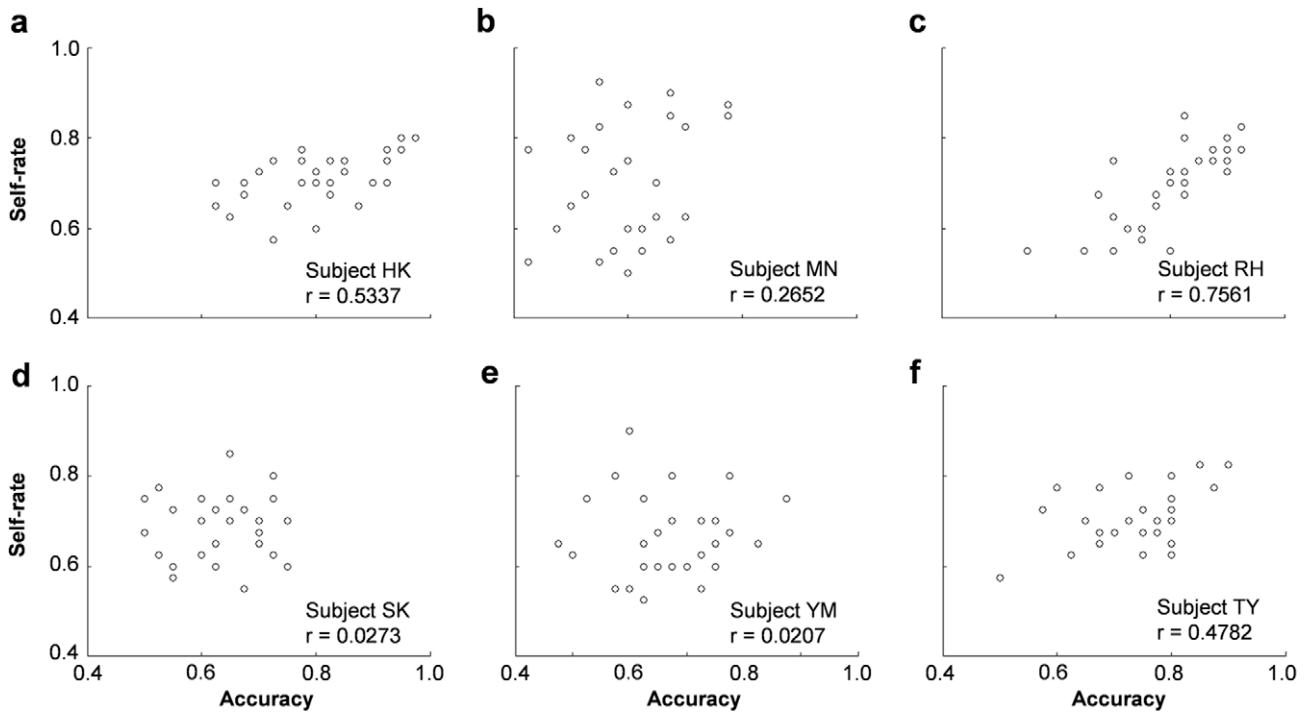 a
b
c
1.0
0.8
0.6
0.4
Self-rate
Subject HK
r = 0.5337
Subject MN
r = 0.2652
Subject RH
r = 0.7561
d
e
f
1.0
0.8
0.6
0.4
Self-rate
Subject SK
r = 0.0273
Subject YM
r = 0.0207
Subject TY
r = 0.4782
0.4 0.6 0.8 1.0
Accuracy
0.4 0.6 0.8 1.0
Accuracy
0.4 0.6 0.8 1.0
Accuracy